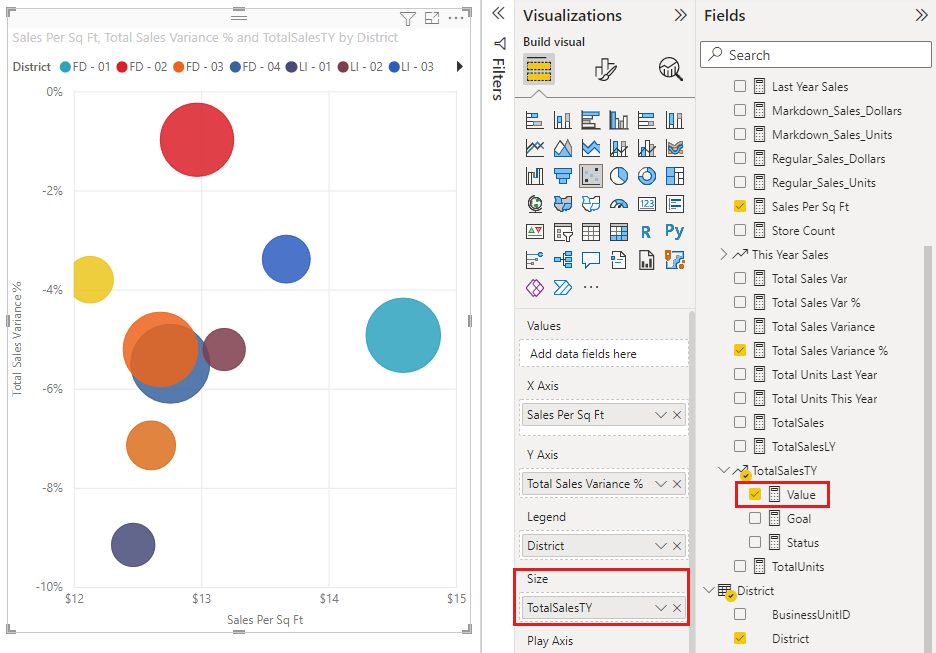 Sales Per Sq Ft, Total Sales Variance % and TotalSalesTY by District
District FD - 01 FD - 02 FD - 03 FD - 04 LI - 01 LI - 02 LI - 03
0%
-2%
-4%
-6%
-8%
-10%
Total Sales Variance %
$12 $13 $14 $15
Sales Per Sq Ft
Filters
Visualizations
Build visual
123
R
Py
Values
Add data fields here
X Axis
Sales Per Sq Ft
Y Axis
Total Sales Variance %
Legend
District
Size
TotalSalesTY
Play Axis
Fields
Search
Last Year Sales
Markdown_Sales_Dollars
Markdown_Sales_Units
Regular_Sales_Dollars
Regular_Sales_Units
Sales Per Sq Ft
Store Count
This Year Sales
Total Sales Var
Total Sales Var %
Total Sales Variance
Total Sales Variance %
Total Units Last Year
Total Units This Year
TotalSales
TotalSalesLY
TotalSalesTY
Value
Goal
Status
TotalUnits
District
BusinessUnitID
District